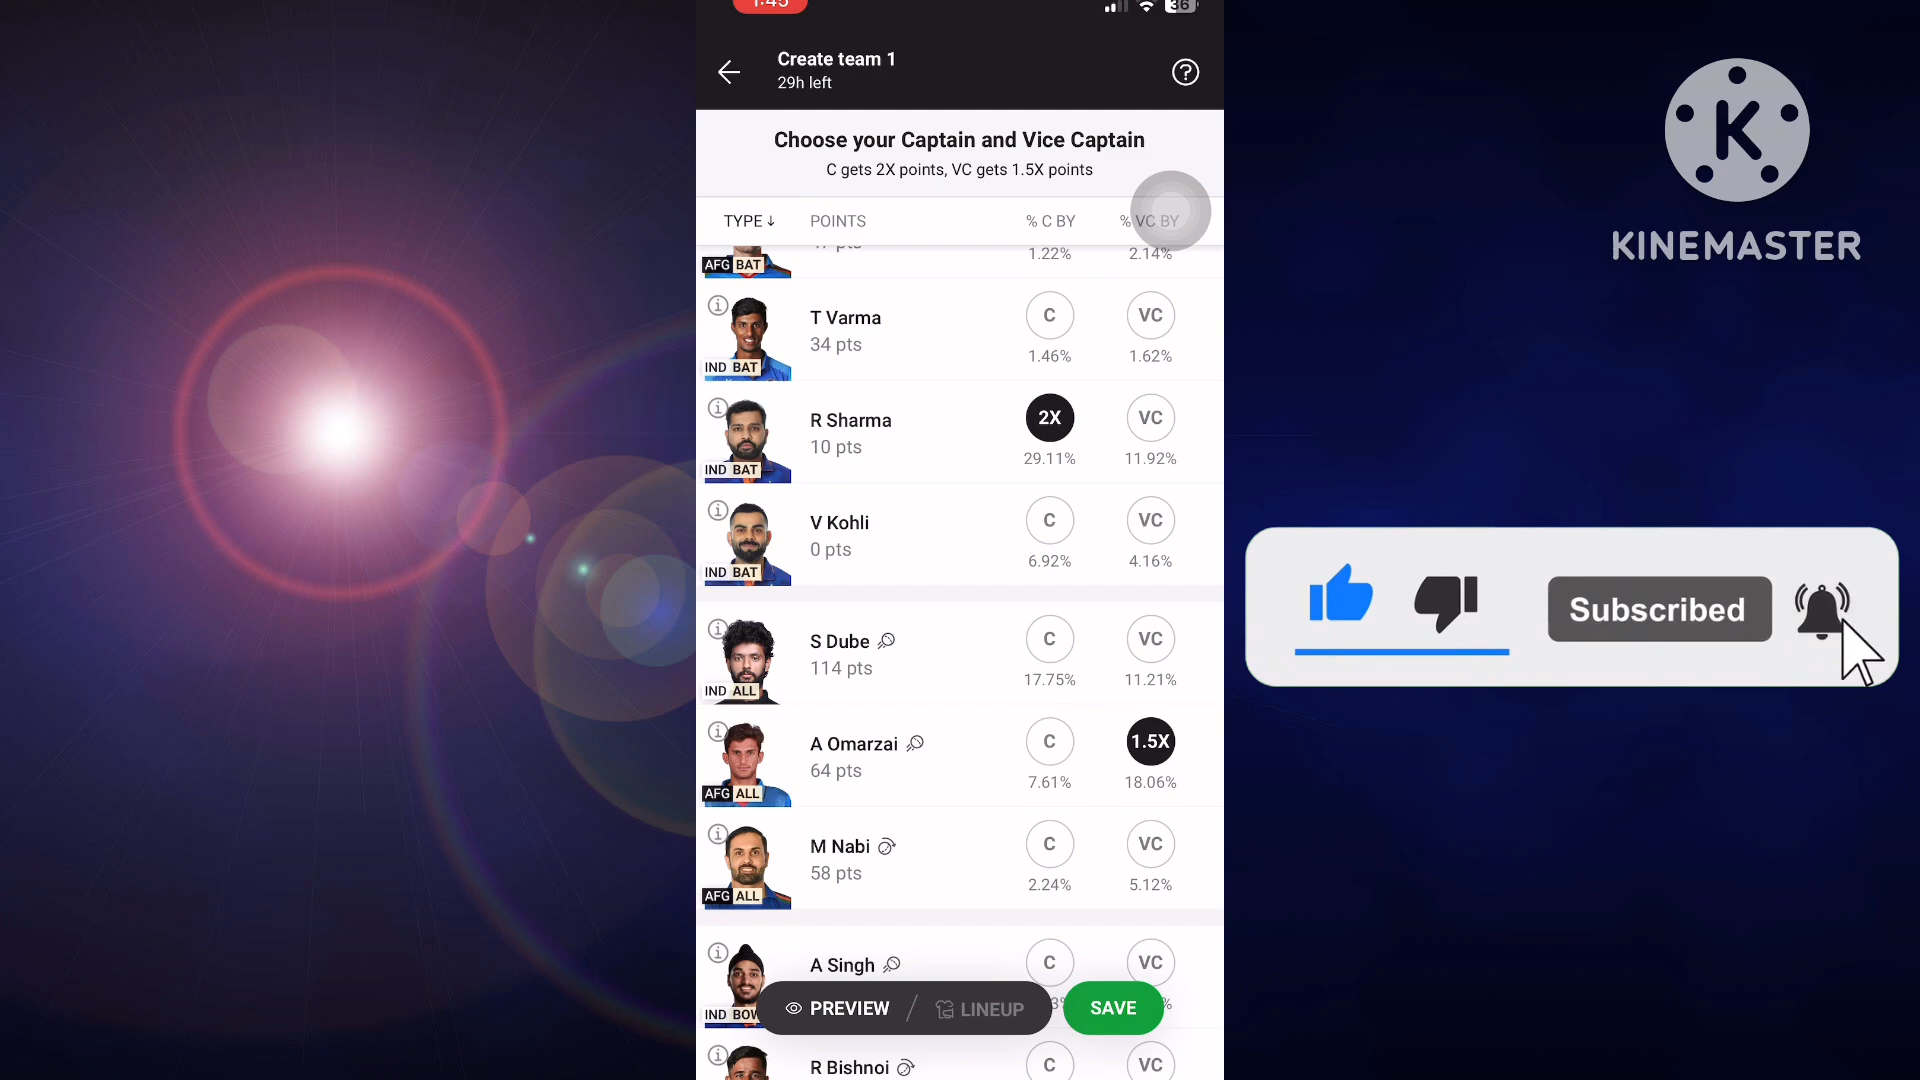 1:45
36
Create team 1
29h left
Choose your Captain and Vice Captain
C gets 2X points, VC gets 1.5X points
TYPE↓ POINTS % C BY % VC BY
AFG BAT 1.22% 2.14%
T Varma C VC
34 pts
IND BAT 1.46% 1.62%
R Sharma 2X VC
10 pts
IND BAT 29.11% 11.92%
V Kohli C VC
0 pts
IND BAT 6.92% 4.16%
S Dube C VC
114 pts
IND ALL 17.75% 11.21%
A Omarzai C 1.5X
64 pts
AFG ALL 7.61% 18.06%
M Nabi C VC
58 pts
AFG ALL 2.24% 5.12%
A Singh C VC
IND
PREVIEW / LINEUP SAVE
R Bishnoi C VC
K
KINEMASTER
Subscribed